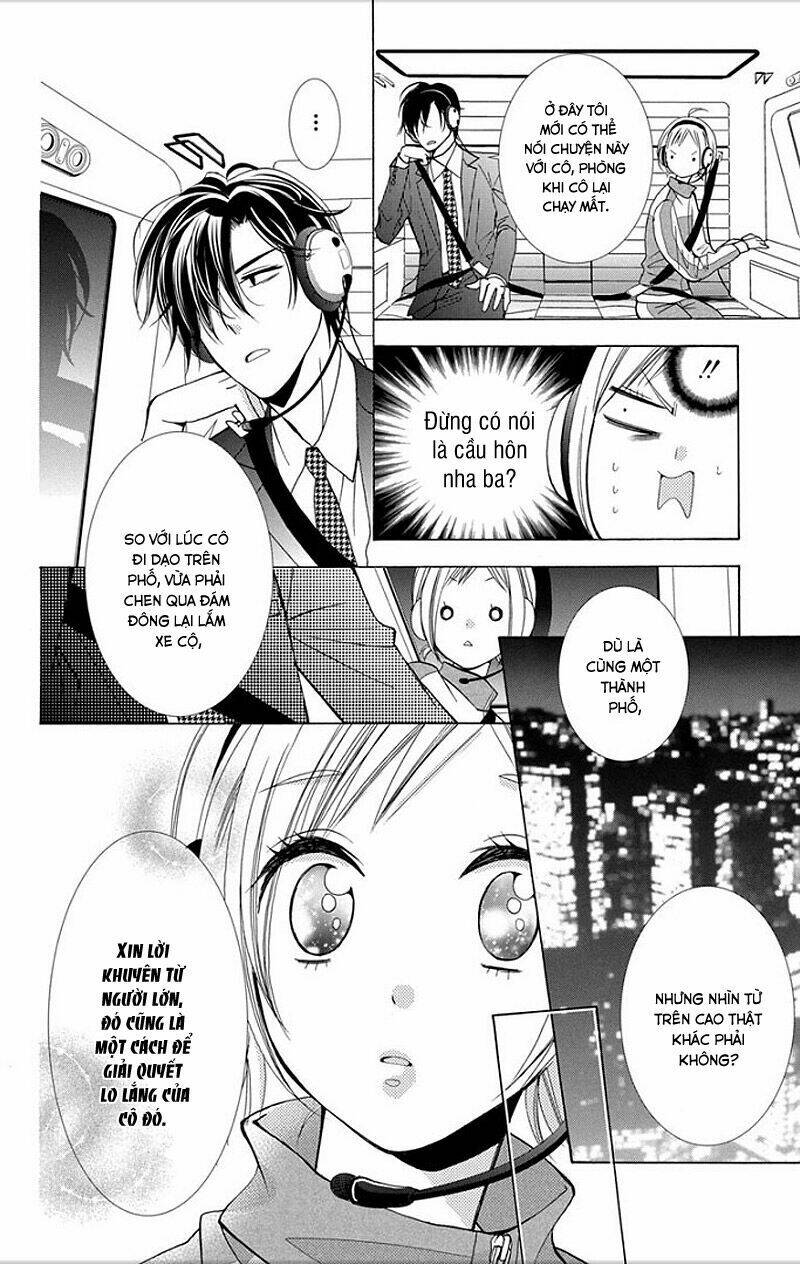 Ở ĐÂY TÔI
MỚI CÓ THỂ
NÓI CHUYỆN NÀY
VỚI CÔ, PHÒNG
KHI CÔ LẠI
CHẠY MẤT.
...
!!
Đừng có nói
là cầu hôn
nha ba?
SO VỚI LÚC CÔ
ĐI DẠO TRÊN
PHỐ, VỪA PHẢI
CHEN QUA ĐÁM
ĐÔNG LẠI LẮM
XE CỘ,
DÙ LÀ
CÙNG MỘT
THÀNH
PHỐ,
NHƯNG NHÌN TỪ
TRÊN CAO THẬT
KHÁC PHẢI
KHÔNG?
XIN LỜI
KHUYÊN TỪ
NGƯỜI LỚN,
ĐÓ CŨNG LÀ
MỘT CÁCH ĐỂ
GIẢI QUYẾT
LO LẮNG CỦA
CÔ ĐÓ.